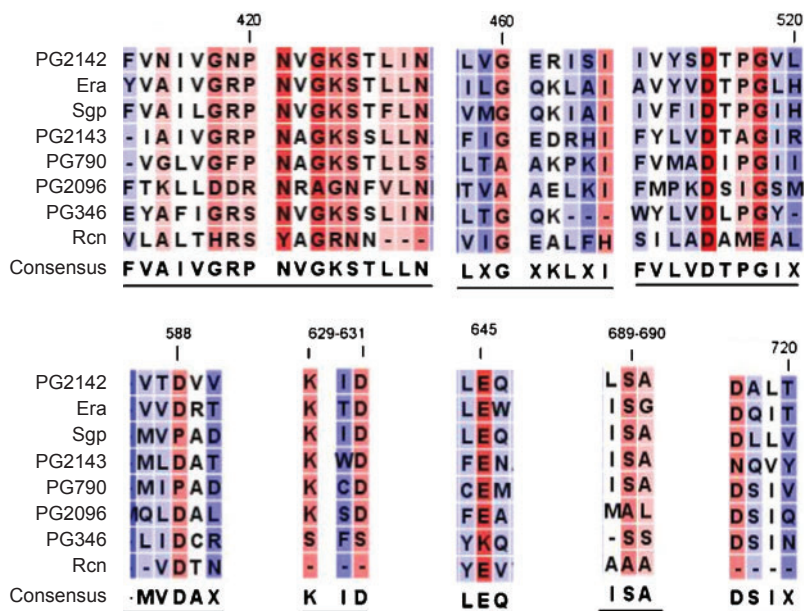 420 460 520
PG2142 FVNIVGNP NVGKSTLIN LVG ERISI IVYSDTPGVL
Era YVAIVGRP NVGKSTLLN ILG QKLAI AVYVDTPGLH
Sgp FVAILGRP NVGKSTFLN VMG QKIAI IVFIDTPGIH
PG2143 -IAIVGRP NAGKSSLLN FIG EDRHI FYLVDTAGIR
PG790 -VGLVGFP NAGKSTLLS LTA AKPKI FVMADIPGII
PG2096 FTKLLDDR NRAGNFVLN TVA AELKI FMPKDSIGSM
PG346 EYAFIGRS NVGKSSLIN LTG QK--- WYLVDLPGY-
Rcn VLALTHRS YAGRNN--- VIG EALFH SILADAMEAL
Consensus FVAIVGRP NVGKSTLLN LXG XKLXI FVLVDTPGIX
588 629-631 645 689-690 720
PG2142 VTDVV K ID LEQ LSA DALT
Era VVDRT K TD LEW ISG DQIT
Sgp MVPAD K ID LEQ ISA DLLV
PG2143 MLDAT K WD FEN ISA NQVY
PG790 MIPAD K CD CEM ISA DSIV
PG2096 QLDAL K SD FEA MAL DSIQ
PG346 LIDCR S FS YKQ -SS DSIN
Rcn -VDTN - -- YEV AAA ----
Consensus MVDAX K ID LEQ ISA DSIX